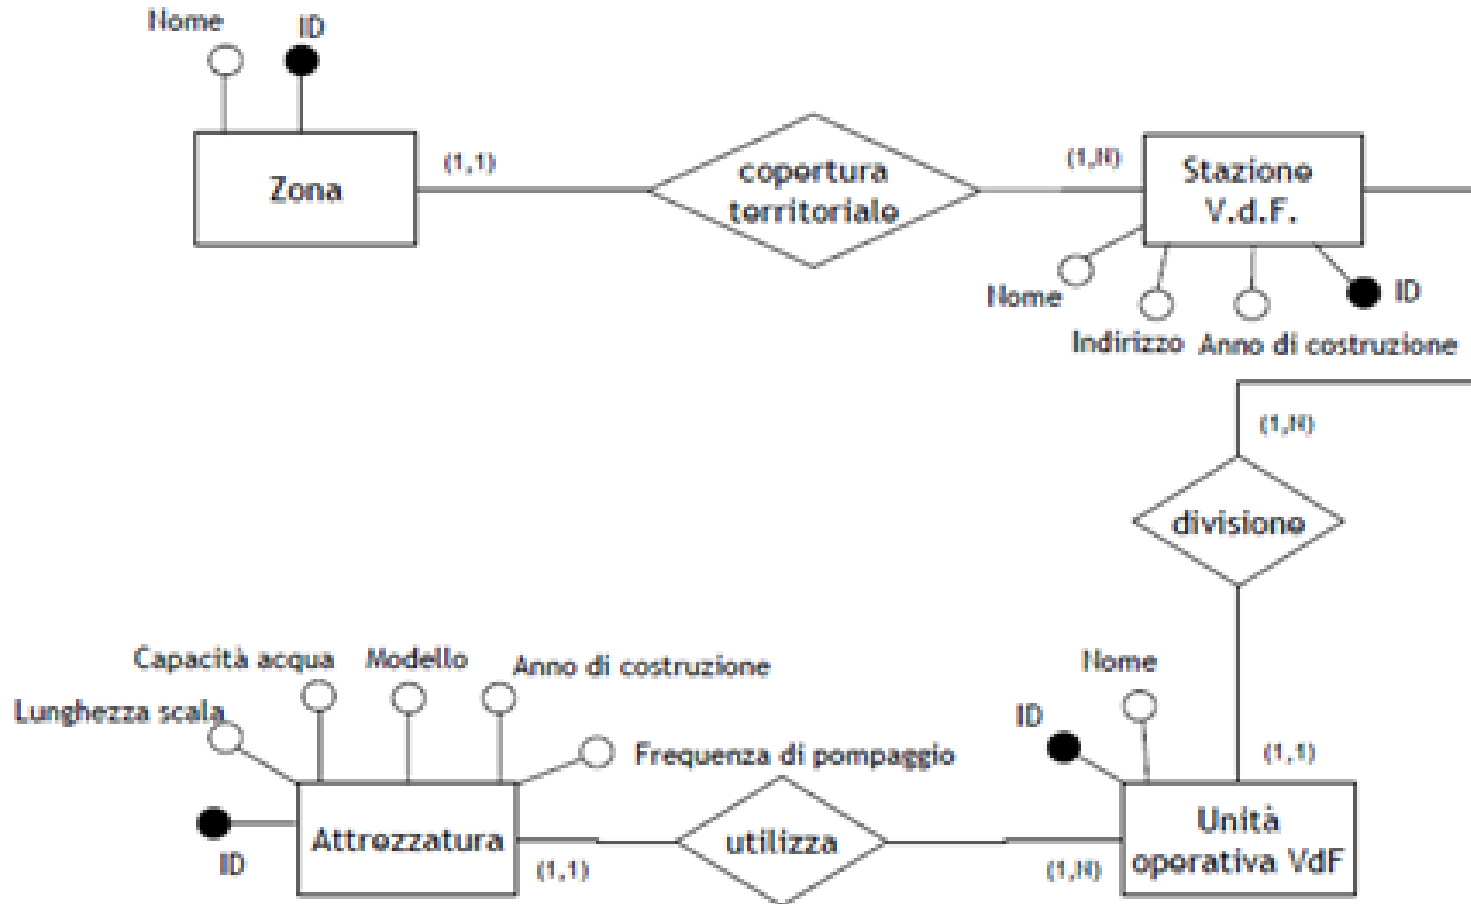 Nome
ID
Zona
(1,1)
copertura
territoriale
(1,N)
Stazione
V.d.F.
Nome
Indirizzo
Anno di costruzione
ID
(1,N)
divisione
(1,1)
Capacità acqua
Modello
Anno di costruzione
Lunghezza scala
Frequenza di pompaggio
ID
Attrezzatura
(1,1)
utilizza
(1,N)
Nome
ID
Unità
operativa VdF